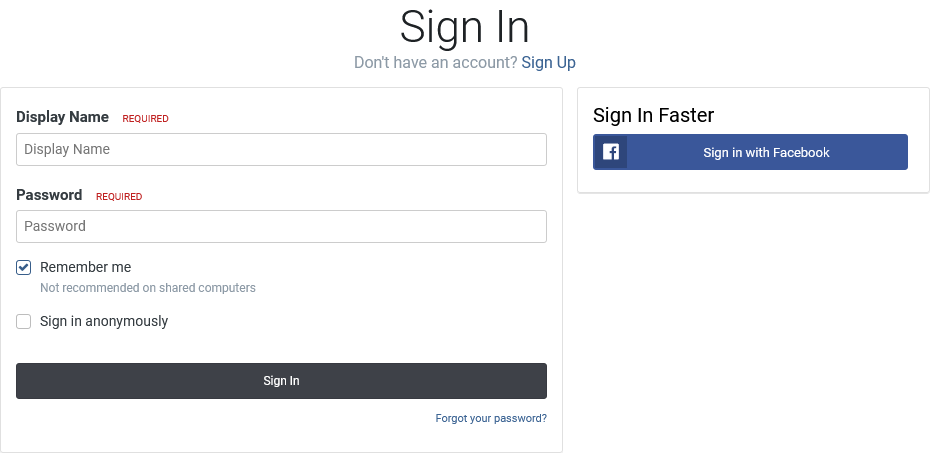 Sign In
Don't have an account? Sign Up
Display Name REQUIRED
Display Name
Password REQUIRED
Password
Remember me
Not recommended on shared computers
Sign in anonymously
Sign In
Forgot your password?
Sign In Faster
Sign in with Facebook